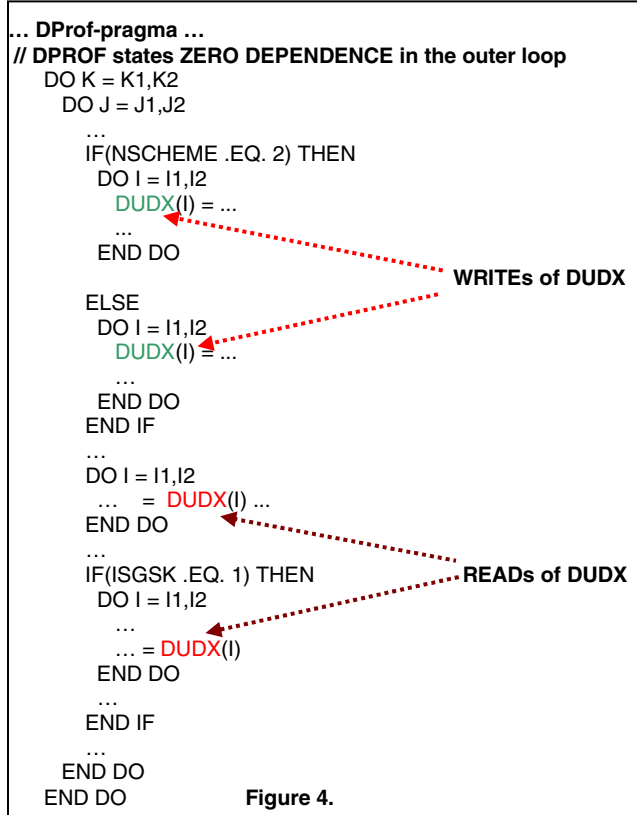 ... DProf-pragma ...
// DPROF states ZERO DEPENDENCE in the outer loop
DO K = K1,K2
DO J = J1,J2
...
IF(NSCHEME .EQ. 2) THEN
DO I = I1,I2
DUDX(I) = ...
...
END DO
WRITEs of DUDX
ELSE
DO I = I1,I2
DUDX(I) = ...
...
END DO
END IF
...
DO I = I1,I2
... = DUDX(I) ...
END DO
...
IF(ISGSK .EQ. 1) THEN
READs of DUDX
DO I = I1,I2
...
... = DUDX(I)
END DO
...
END IF
...
END DO
END DO
Figure 4.